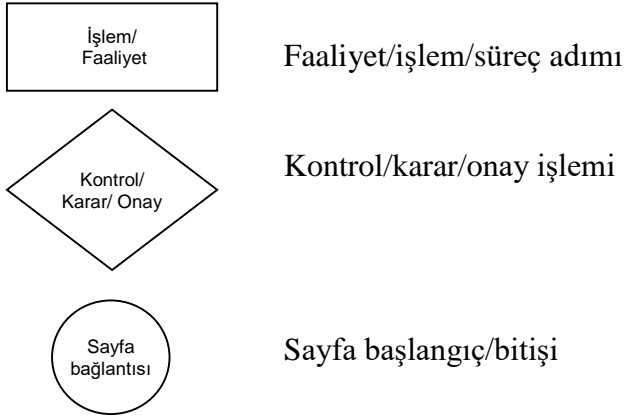 İşlem/
Faaliyet
Faaliyet/işlem/süreç adımı
Kontrol/
Karar/ Onay
Kontrol/karar/onay işlemi
Sayfa
bağlantısı
Sayfa başlangıç/bitişi